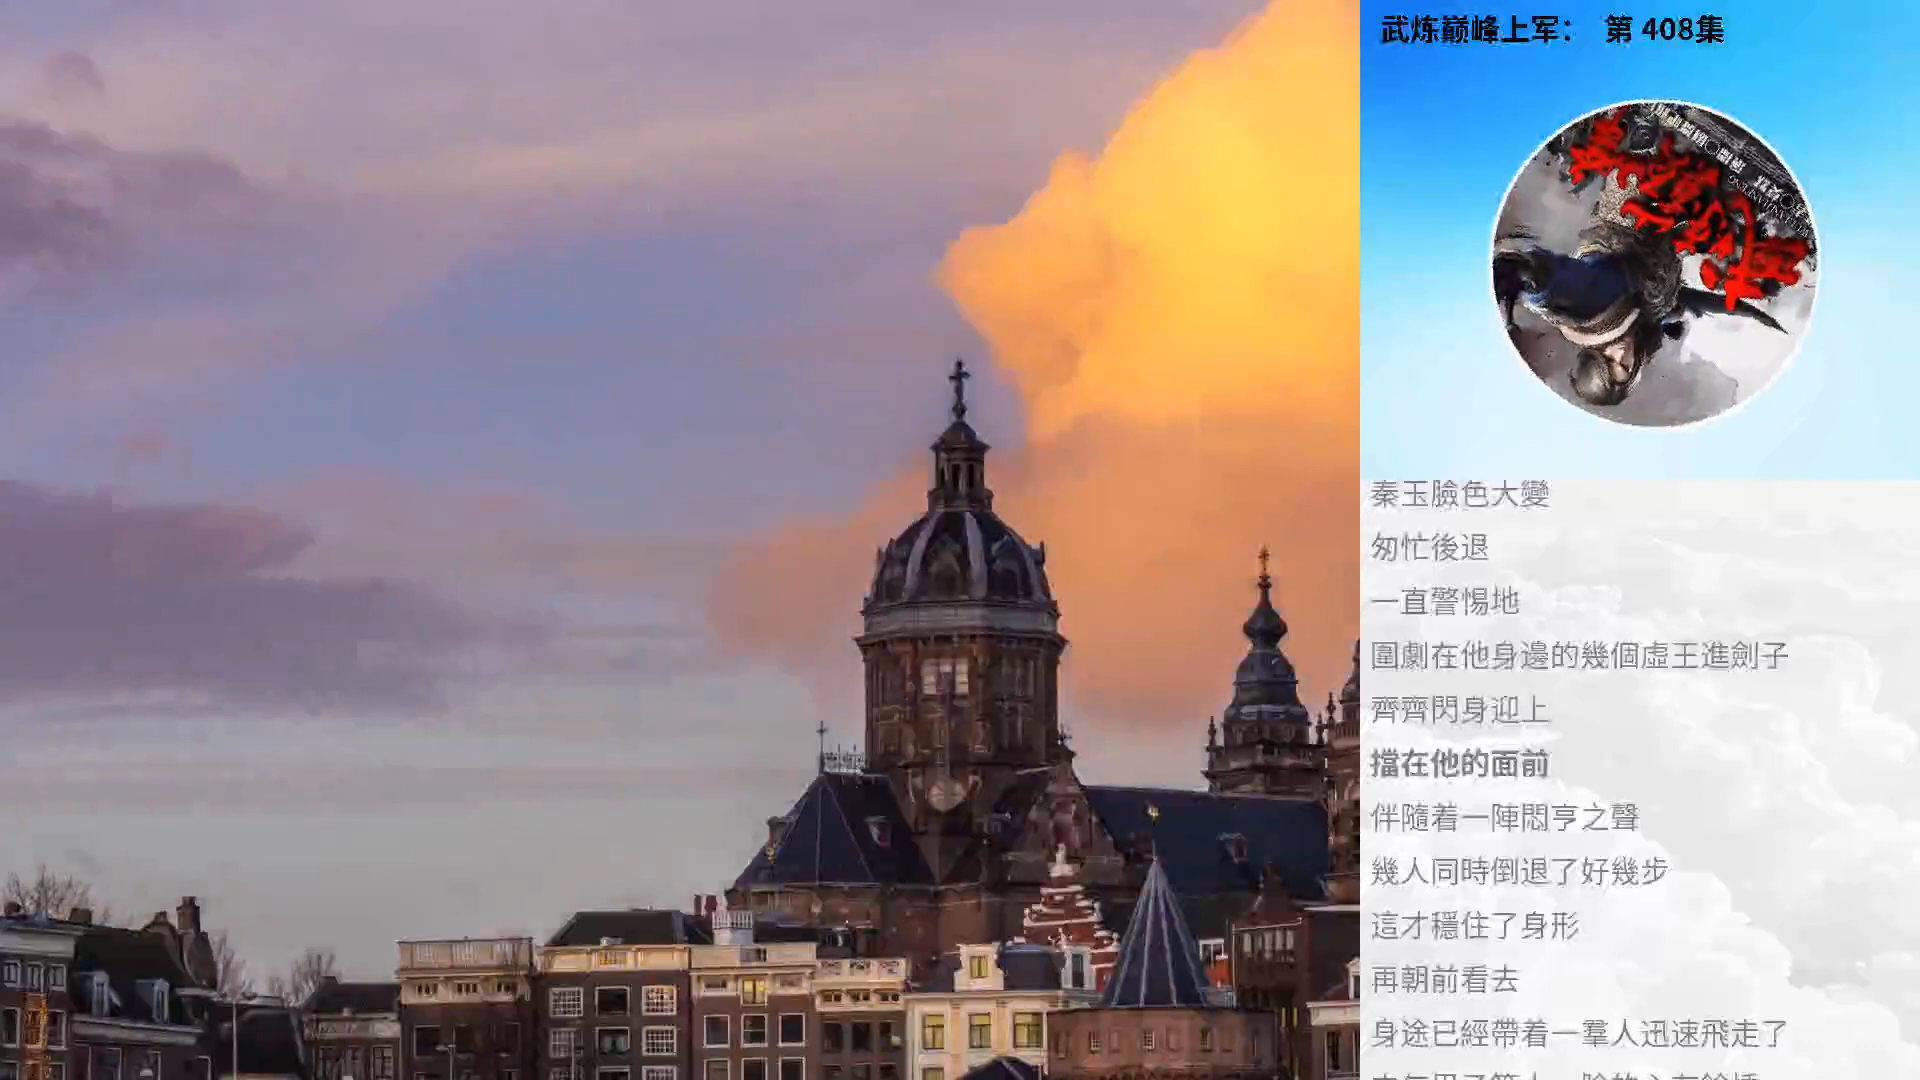 武炼巅峰上军： 第 408集
秦玉臉色大變
匆忙後退
一直警惕地
圍劇在他身邊的幾個虛王進劍子
齊齊閃身迎上
擋在他的面前
伴隨着一陣悶亨之聲
幾人同時倒退了好幾步
這才穩住了身形
再朝前看去
身途已經帶着一羣人迅速飛走了